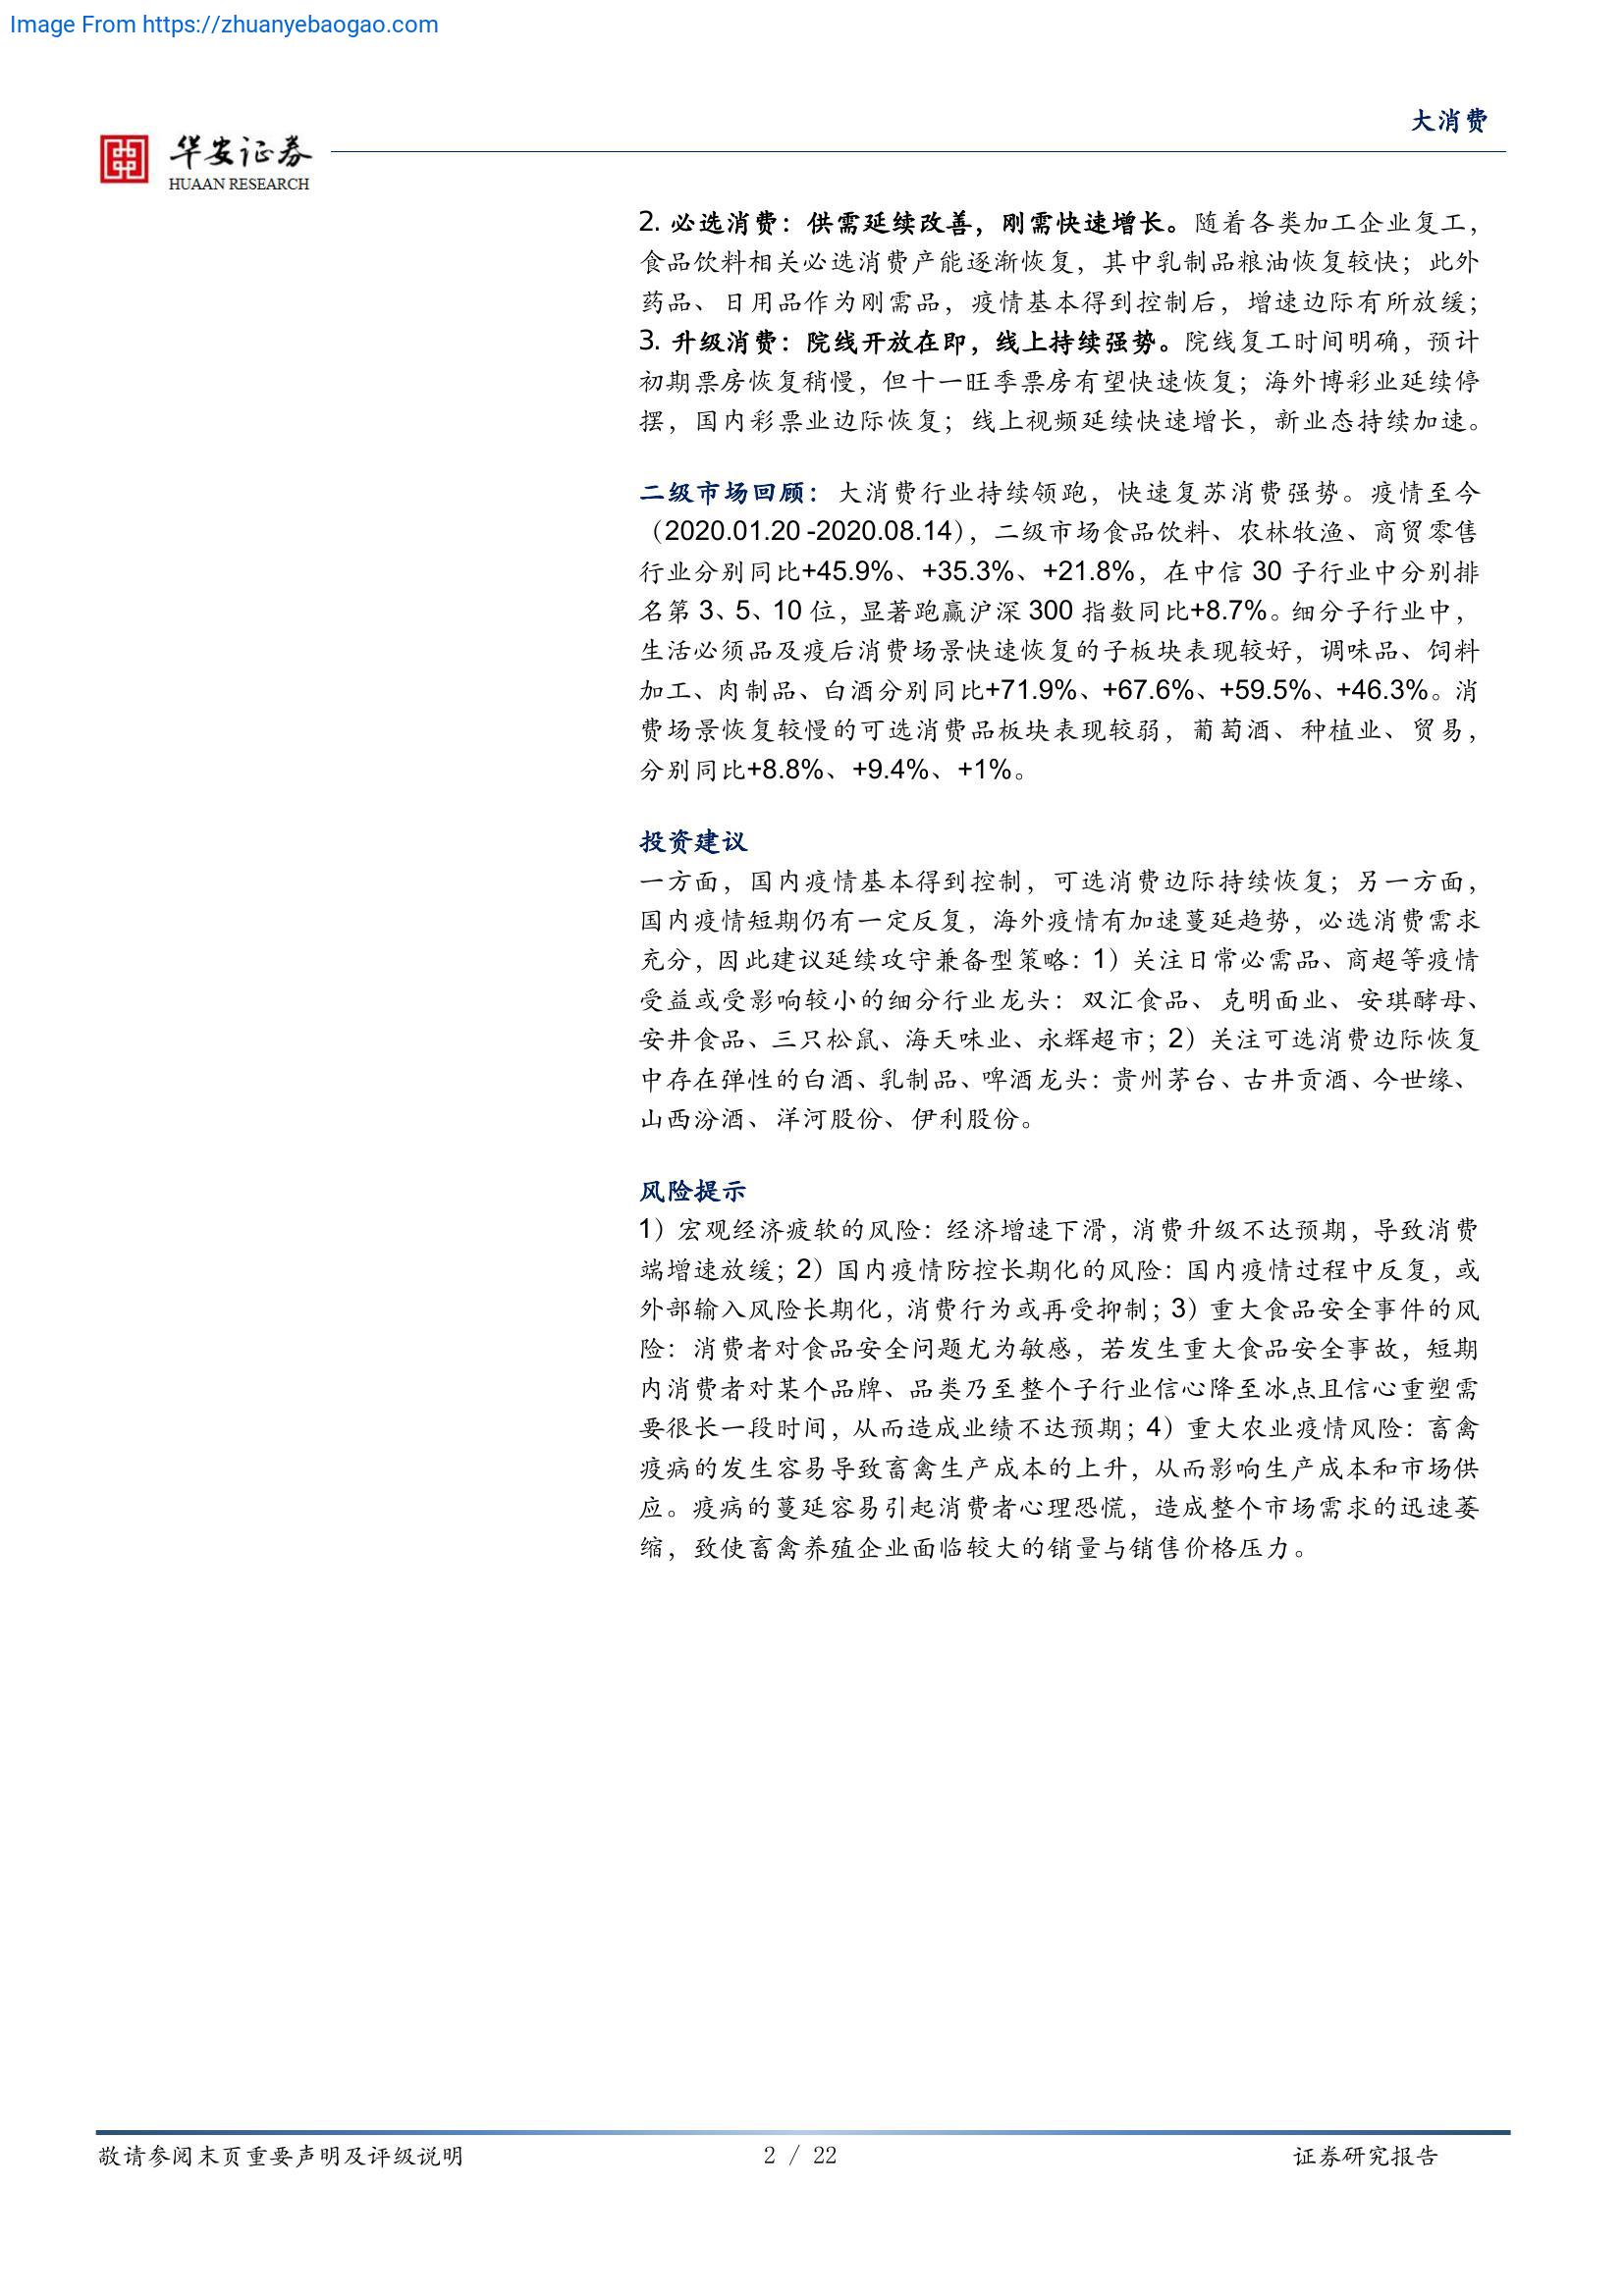 Image From https://zhuanyebaogao.com
大消费
华安证券
HUAAN RESEARCH
2. 必选消费：供需延续改善，刚需快速增长。随着各类加工企业复工，
食品饮料相关必选消费产能逐渐恢复，其中乳制品粮油恢复较快；此外
药品、日用品作为刚需品，疫情基本得到控制后，增速边际有所放缓；
3. 升级消费：院线开放在即，线上持续强势。院线复工时间明确，预计
初期票房恢复稍慢，但十一旺季票房有望快速恢复；海外博彩业延续停
摆，国内彩票业边际恢复；线上视频延续快速增长，新业态持续加速。
二级市场回顾：大消费行业持续领跑，快速复苏消费强势。疫情至今
（2020.01.20 -2020.08.14），二级市场食品饮料、农林牧渔、商贸零售
行业分别同比+45.9%、+35.3%、+21.8%，在中信 30 子行业中分别排
名第 3、5、10 位，显著跑赢沪深 300 指数同比+8.7%。细分子行业中，
生活必须品及疫后消费场景快速恢复的子板块表现较好，调味品、饲料
加工、肉制品、白酒分别同比+71.9%、+67.6%、+59.5%、+46.3%。消
费场景恢复较慢的可选消费品板块表现较弱，葡萄酒、种植业、贸易，
分别同比+8.8%、+9.4%、+1%。
投资建议
一方面，国内疫情基本得到控制，可选消费边际持续恢复；另一方面，
国内疫情短期仍有一定反复，海外疫情有加速蔓延趋势，必选消费需求
充分，因此建议延续攻守兼备型策略：1）关注日常必需品、商超等疫情
受益或受影响较小的细分行业龙头：双汇食品、克明面业、安琪酵母、
安井食品、三只松鼠、海天味业、永辉超市；2）关注可选消费边际恢复
中存在弹性的白酒、乳制品、啤酒龙头：贵州茅台、古井贡酒、今世缘、
山西汾酒、洋河股份、伊利股份。
风险提示
1）宏观经济疲软的风险：经济增速下滑，消费升级不达预期，导致消费
端增速放缓；2）国内疫情防控长期化的风险：国内疫情过程中反复，或
外部输入风险长期化，消费行为或再受抑制；3）重大食品安全事件的风
险：消费者对食品安全问题尤为敏感，若发生重大食品安全事故，短期
内消费者对某个品牌、品类乃至整个子行业信心降至冰点且信心重塑需
要很长一段时间，从而造成业绩不达预期；4）重大农业疫情风险：畜禽
疫病的发生容易导致畜禽生产成本的上升，从而影响生产成本和市场供
应。疫病的蔓延容易引起消费者心理恐慌，造成整个市场需求的迅速萎
缩，致使畜禽养殖企业面临较大的销量与销售价格压力。
敬请参阅末页重要声明及评级说明
2 / 22
证券研究报告